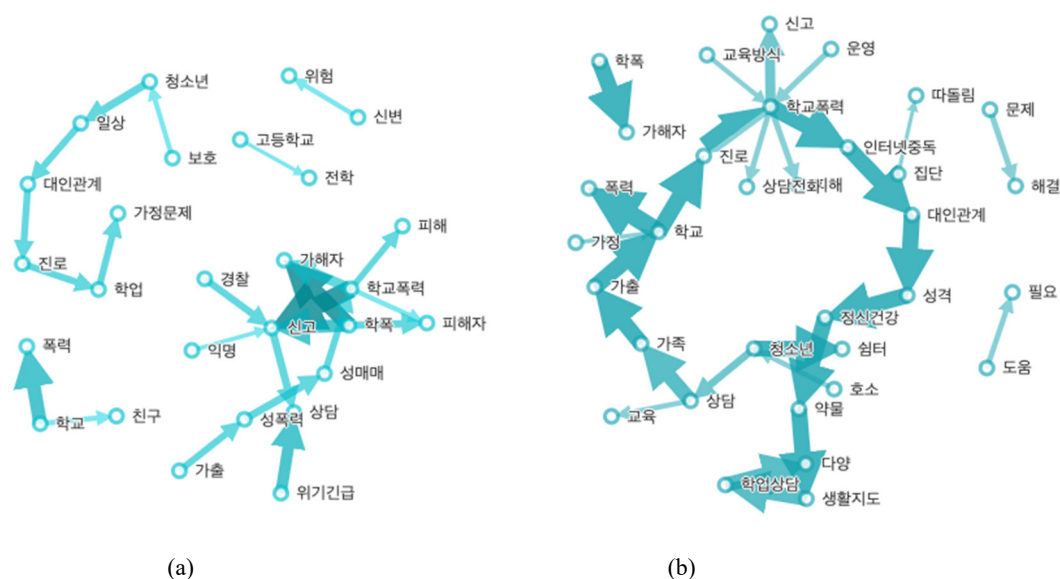 청소년
일상
보호
대인관계
가정문제
진로
학업
위험
신변
고등학교
전학
피해
가해자
경찰
학교폭력
신고
학폭
피해자
익명
성매매
폭력
학교
친구
상담
성폭력
가출
위기긴급
(a)
신고
교육방식
운영
학폭
가해자
학교폭력
따돌림
문제
진로
인터넷중독
집단
폭력
상담전화
피해
해결
대인관계
가정
학교
가출
성격
필요
정신건강
가족
청소년
쉼터
도움
호소
상담
교육
약물
다양
학업상담
생활지도
(b)